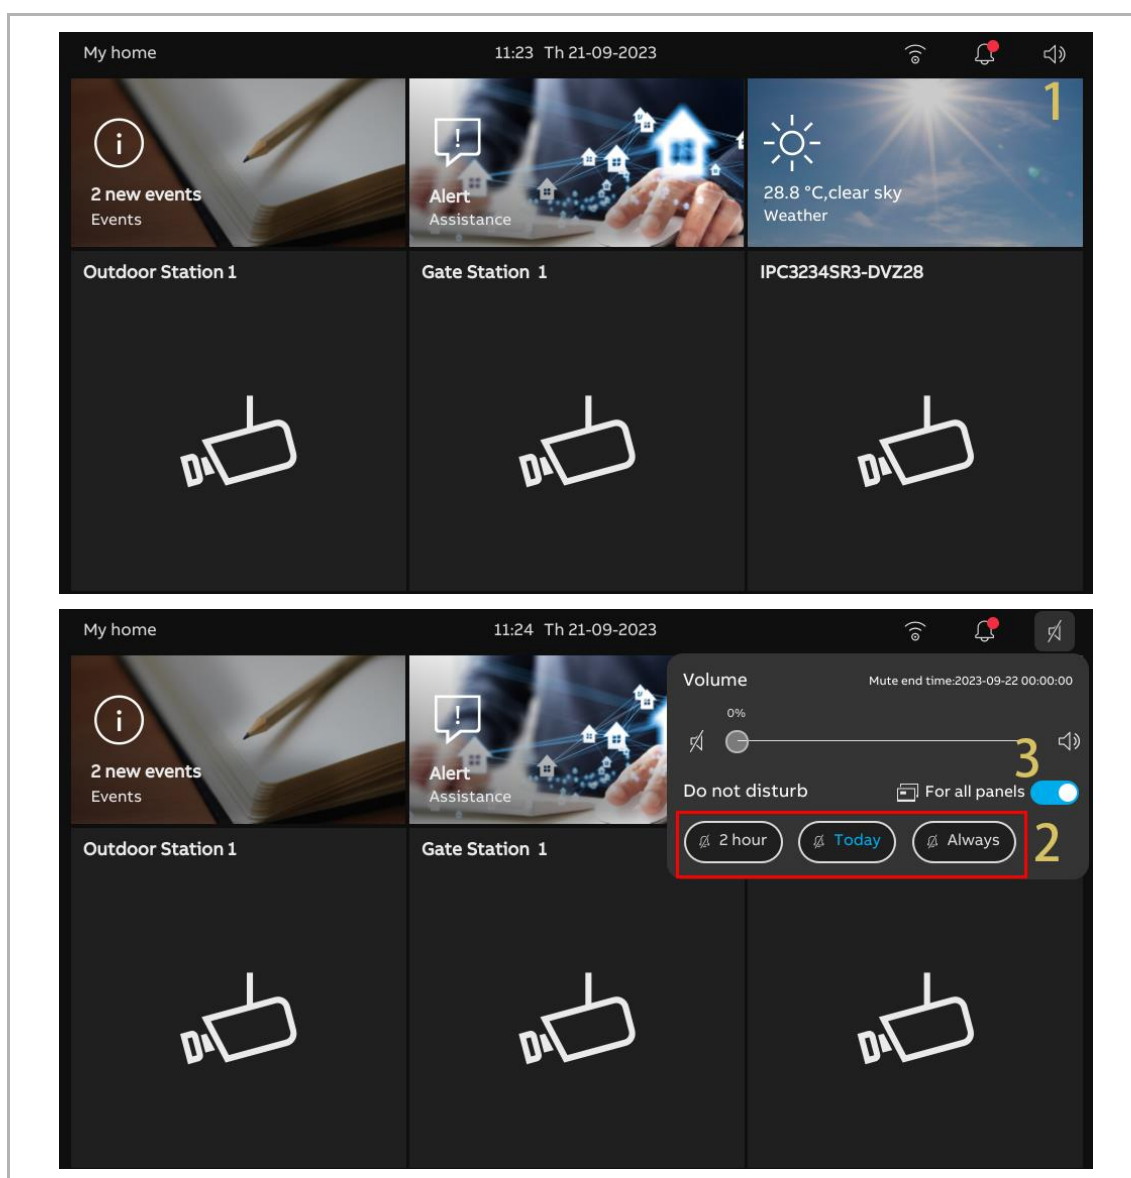 My home 11:23 Th 21-09-2023
1
2 new events
Events
Alert
Assistance
28.8 °C,clear sky
Weather
Outdoor Station 1
Gate Station 1
IPC3234SR3-DVZ28
My home 11:24 Th 21-09-2023
2 new events
Events
Alert
Assistance
Volume Mute end time:2023-09-22 00:00:00
0%
3
Do not disturb For all panels
2 hour Today Always 2
Outdoor Station 1
Gate Station 1